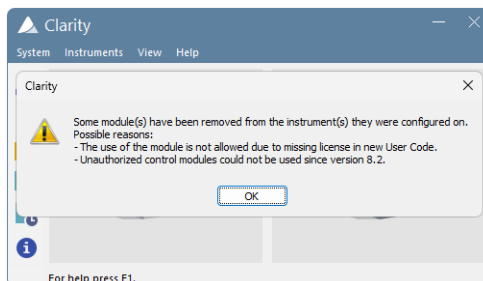 Clarity
System Instruments View Help
Clarity
Some module(s) have been removed from the instrument(s) they were configured on.
Possible reasons:
- The use of the module is not allowed due to missing license in new User Code.
- Unauthorized control modules could not be used since version 8.2.
OK
For help press F1.